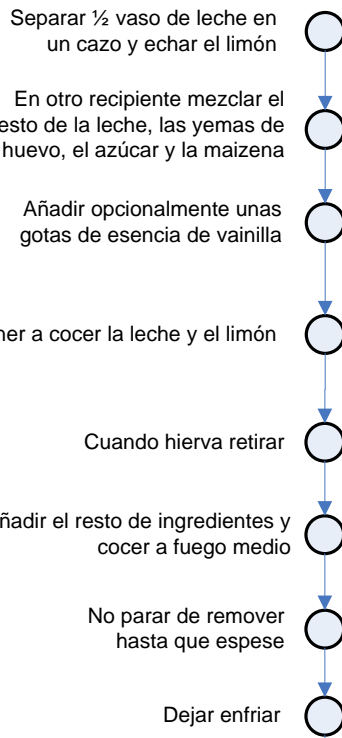 Separar ½ vaso de leche en
un cazo y echar el limón
En otro recipiente mezclar el
esto de la leche, las yemas de
huevo, el azúcar y la maizena
Añadir opcionalmente unas
gotas de esencia de vainilla
ner a cocer la leche y el limón
Cuando hierva retirar
ñadir el resto de ingredientes y
cocer a fuego medio
No parar de remover
hasta que espese
Dejar enfriar